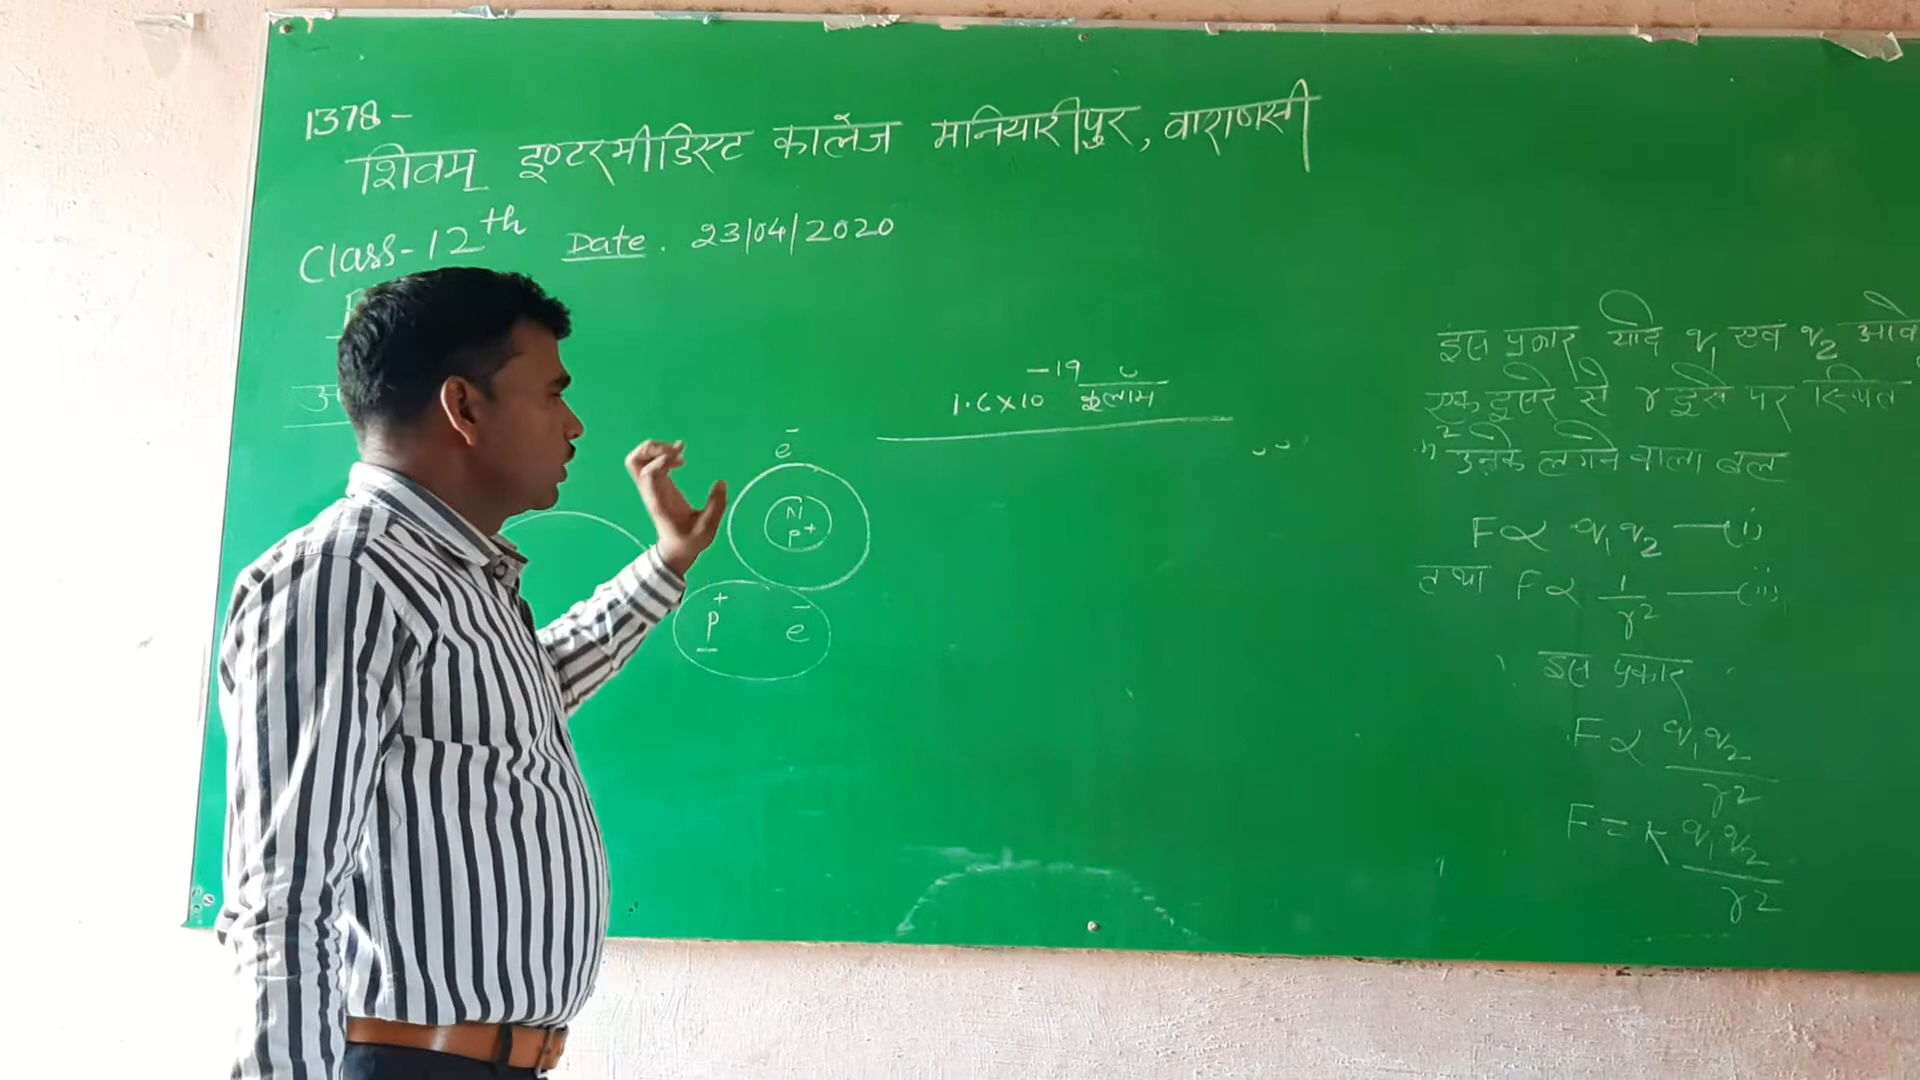 1378-
शिवम् इण्टरमीडिस्ट कालेज मनियारीपुर, वाराणसी
Class-12th Date. 23/04/2020
1.6×10^-19 कूलाम
e^-
N
P+
P^+ e^-
इस प्रकार यदि q1 एवं q2
एक दूसरे से r दूरी पर स्थित
उनके लगने वाला बल
F∝ q1q2 —(i)
तथा F∝ 1/r2 —(ii)
इस प्रकार
F∝ q1q2/r2
F=K q1q2/r2